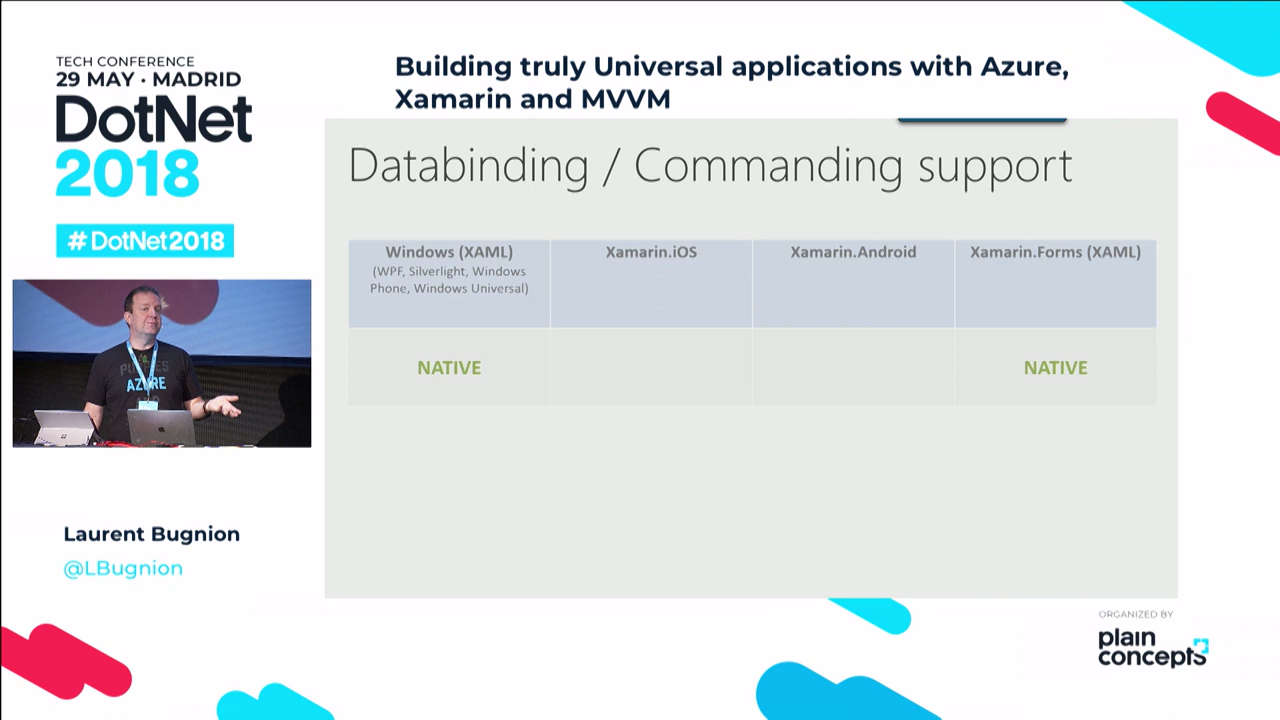 TECH CONFERENCE
29 MAY · MADRID
DotNet
2018
#DotNet2018
Building truly Universal applications with Azure,
Xamarin and MVVM
Databinding / Commanding support
Windows (XAML)
(WPF, Silverlight, Windows
Phone, Windows Universal)
Xamarin.iOS
Xamarin.Android
Xamarin.Forms (XAML)
NATIVE
NATIVE
AZURE
Laurent Bugnion
@LBugnion
ORGANIZED BY
plain
concepts